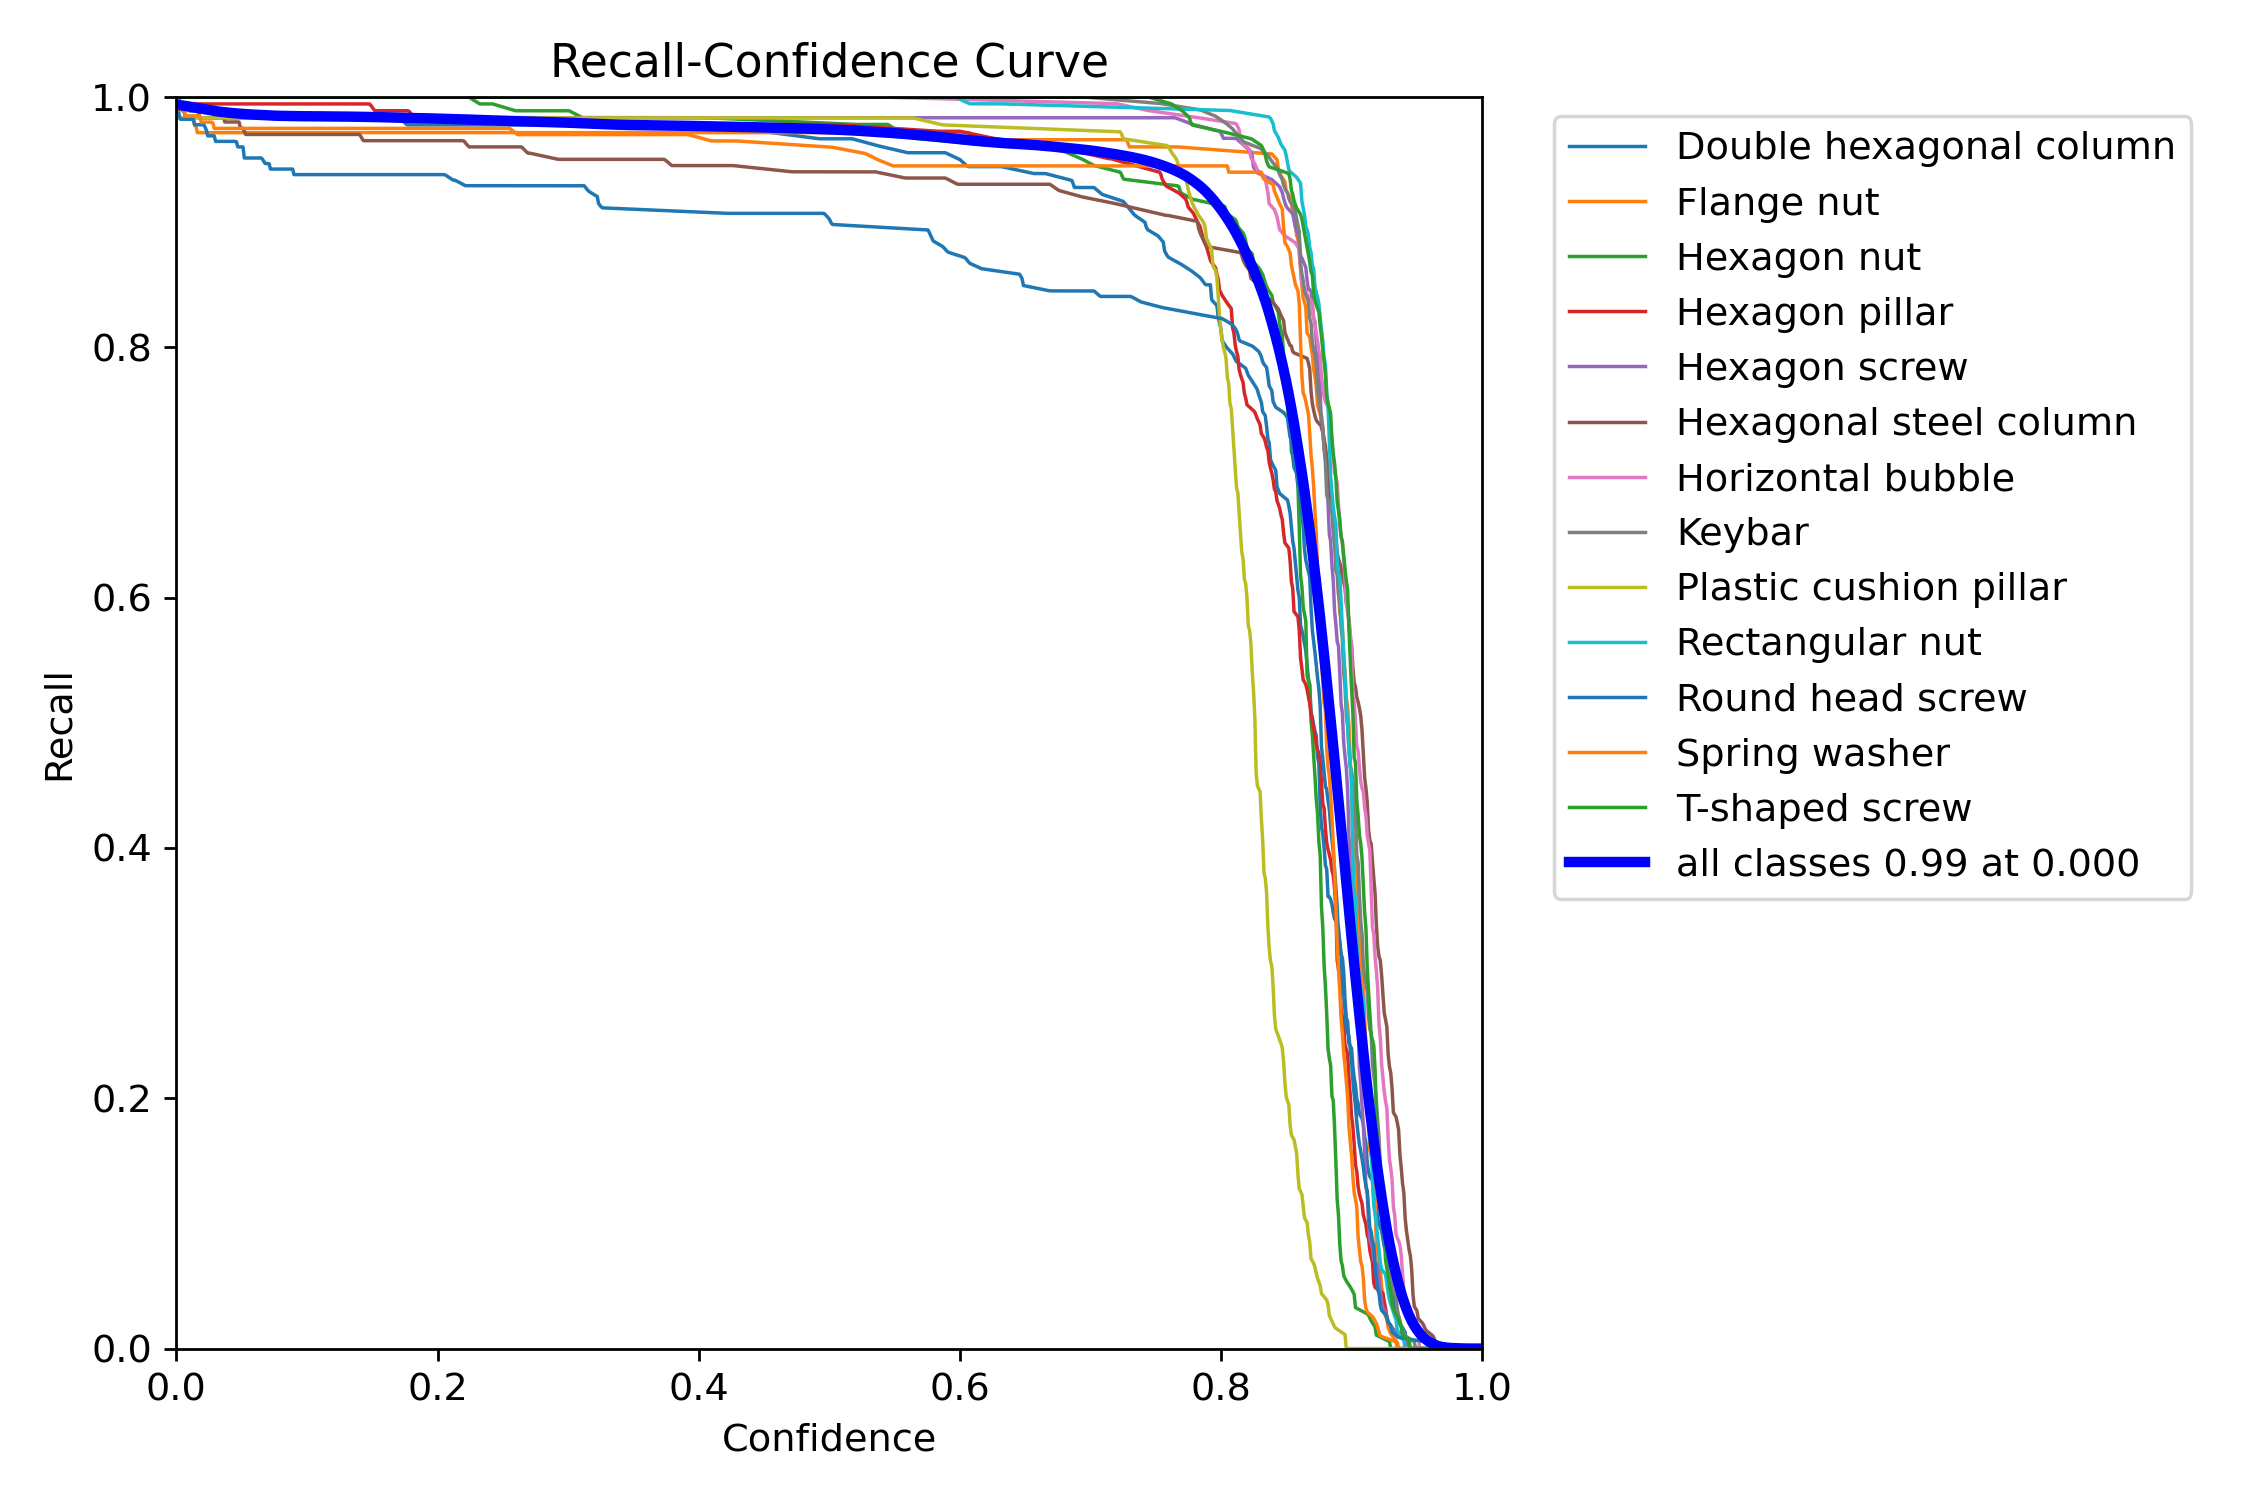 Recall-Confidence Curve
1.0
0.8
0.6
0.4
0.2
0.0
Recall
0.0 0.2 0.4 0.6 0.8 1.0
Confidence
Double hexagonal column
Flange nut
Hexagon nut
Hexagon pillar
Hexagon screw
Hexagonal steel column
Horizontal bubble
Keybar
Plastic cushion pillar
Rectangular nut
Round head screw
Spring washer
T-shaped screw
all classes 0.99 at 0.000